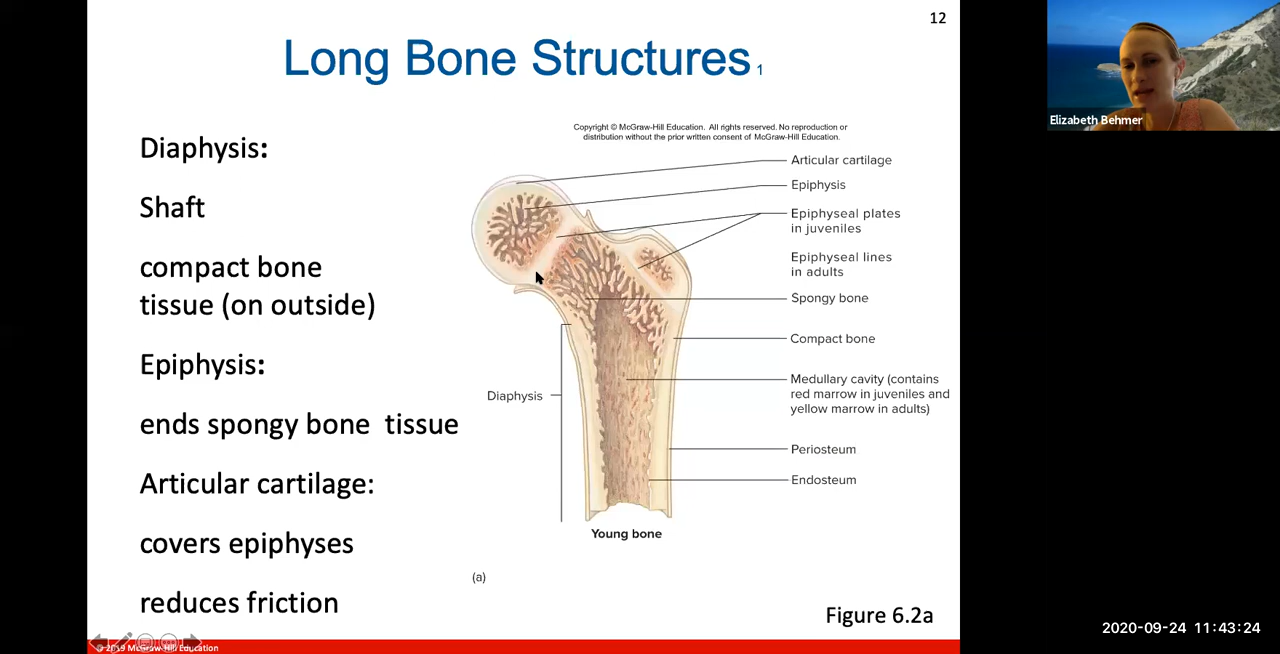 12
Long Bone Structures 1
Elizabeth Behmer
Copyright © McGraw-Hill Education. All rights reserved. No reproduction or
distribution without the prior written consent of McGraw-Hill Education.
Diaphysis:
Shaft
compact bone
tissue (on outside)
Epiphysis:
ends spongy bone tissue
Articular cartilage:
covers epiphyses
reduces friction
Articular cartilage
Epiphysis
Epiphyseal plates
in juveniles
Epiphyseal lines
in adults
Spongy bone
Compact bone
Medullary cavity (contains
red marrow in juveniles and
yellow marrow in adults)
Diaphysis
Periosteum
Endosteum
Young bone
(a)
Figure 6.2a
2020-09-24 11:43:24
© 2019 McGraw-Hill Education